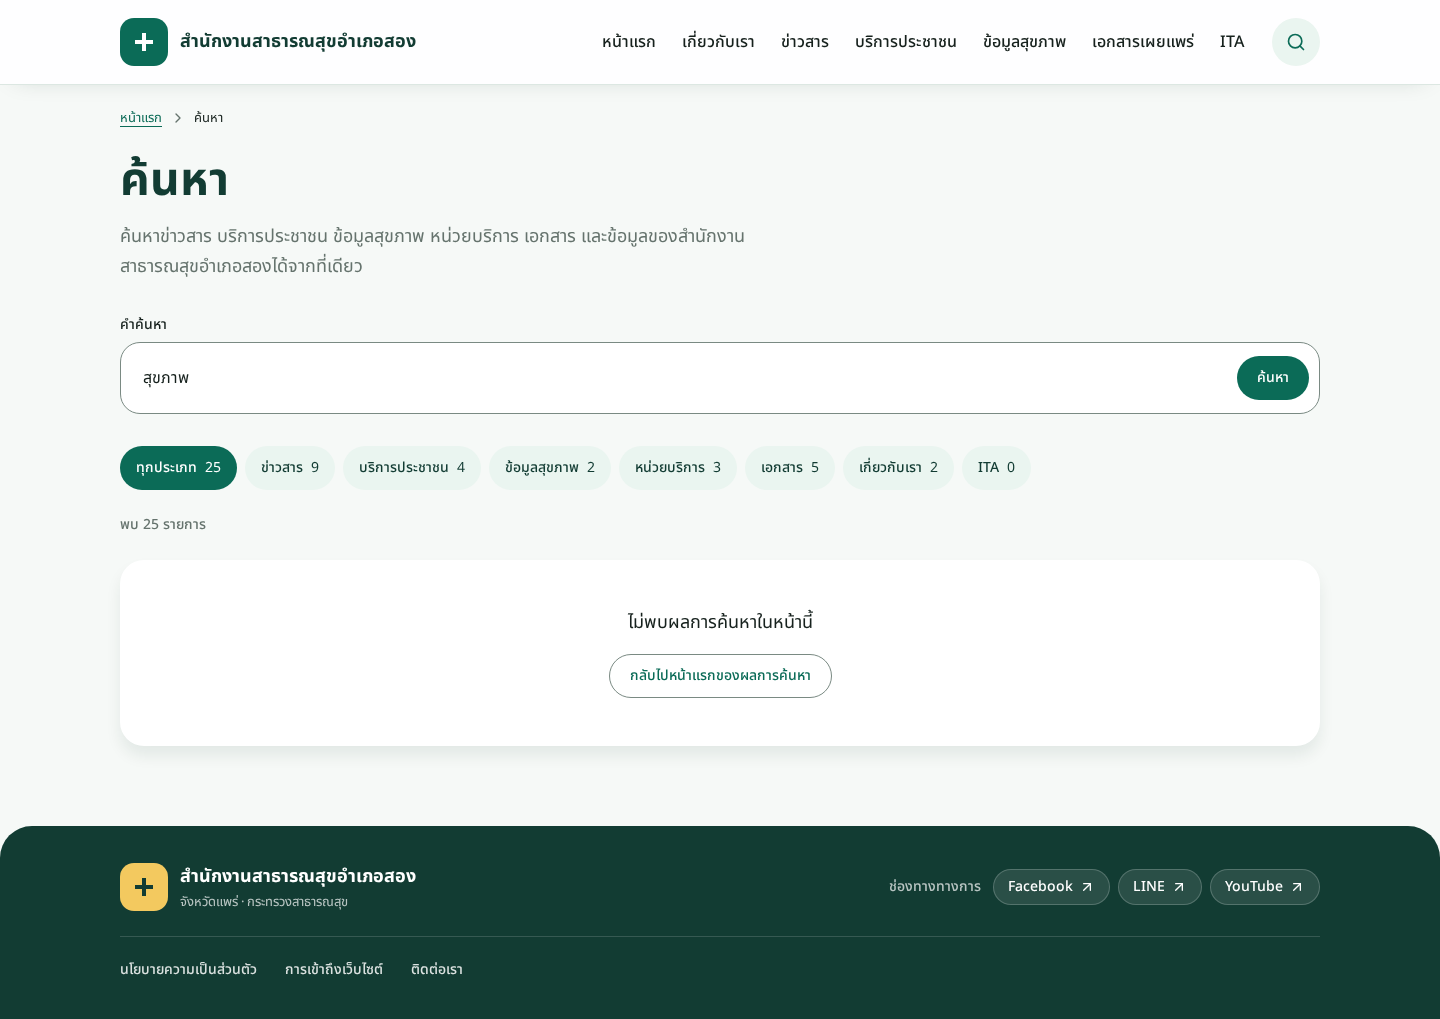 สำนักงานสาธารณสุขอำเภอสอง
หน้าแรก เกี่ยวกับเรา ข่าวสาร บริการประชาชน ข้อมูลสุขภาพ เอกสารเผยแพร่ ITA
หน้าแรก ค้นหา
ค้นหา
ค้นหาข่าวสาร บริการประชาชน ข้อมูลสุขภาพ หน่วยบริการ เอกสาร และข้อมูลของสำนักงาน
สาธารณสุขอำเภอสองได้จากที่เดียว
คำค้นหา
สุขภาพ ค้นหา
ทุกประเภท 25 ข่าวสาร 9 บริการประชาชน 4 ข้อมูลสุขภาพ 2 หน่วยบริการ 3 เอกสาร 5 เกี่ยวกับเรา 2 ITA 0
พบ 25 รายการ
ไม่พบผลการค้นหาในหน้านี้
กลับไปหน้าแรกของผลการค้นหา
สำนักงานสาธารณสุขอำเภอสอง
จังหวัดแพร่ · กระทรวงสาธารณสุข
ช่องทางทางการ Facebook LINE YouTube
นโยบายความเป็นส่วนตัว การเข้าถึงเว็บไซต์ ติดต่อเรา